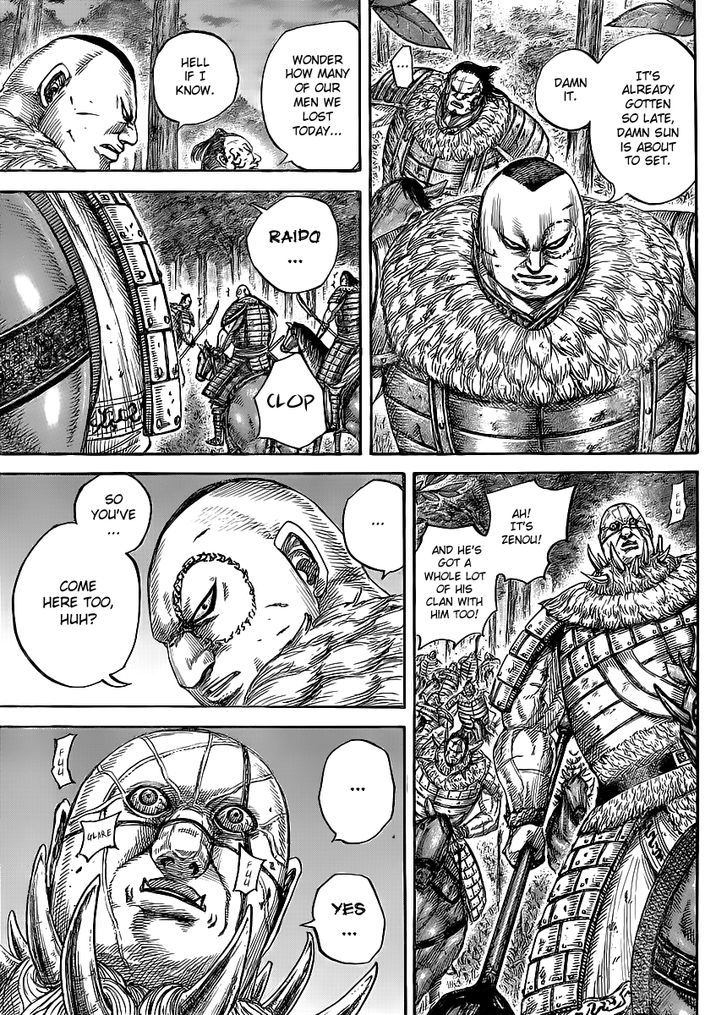 IT'S
ALREADY
GOTTEN
SO LATE,
DAMN SUN
IS ABOUT
TO SET.
DAMN
IT.
...
WONDER
HOW MANY
OF OUR
MEN WE
LOST
TODAY...
HELL
IF I
KNOW.
RAIDO
...
CLOP
FUU
AH!
IT'S
ZENOU!
AND HE'S
GOT A
WHOLE LOT
OF HIS
CLAN WITH
HIM TOO!
...
SO
YOU'VE
...
COME
HERE TOO,
HUH?
FUU
GLARE
FUU
...
YES
...